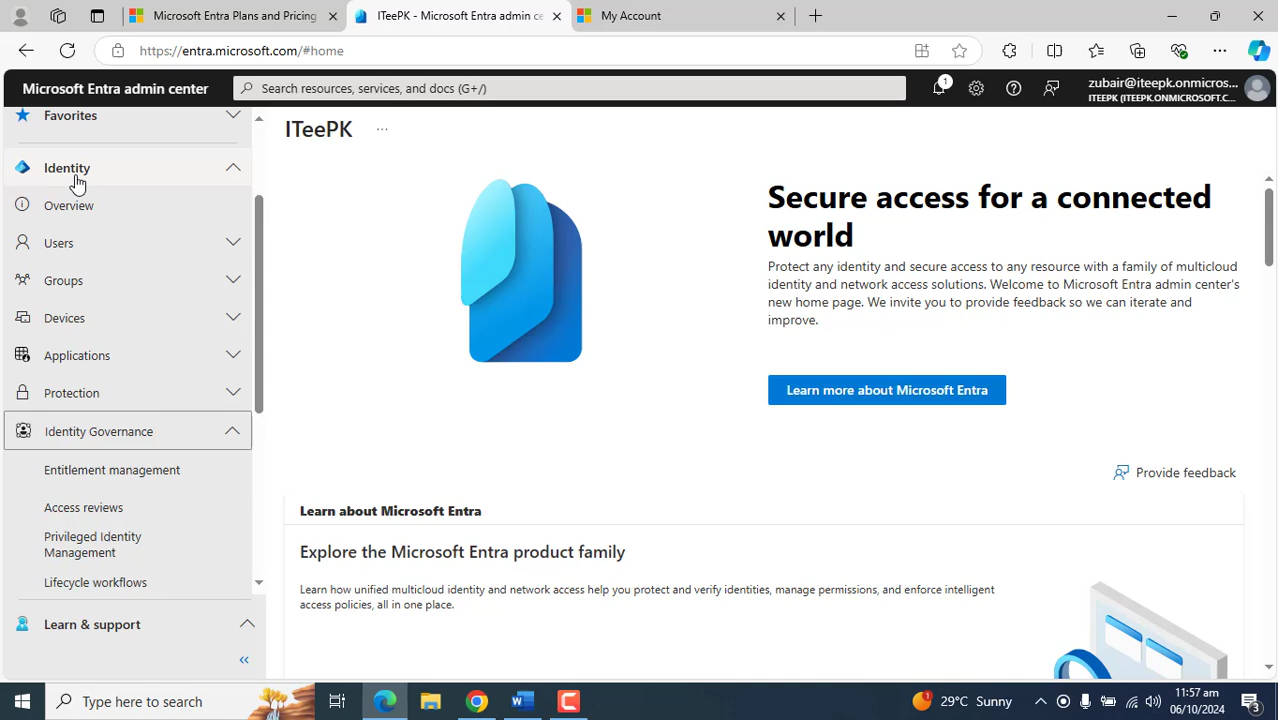 Microsoft Entra Plans and Pricing
ITeePK - Microsoft Entra admin ce
My Account
https://entra.microsoft.com/#home
Microsoft Entra admin center
Search resources, services, and docs (G+/)
1
zubair@iteepk.onmicros...
ITEEPK (ITEEPK.ONMICROSOFT.C...
Favorites
Identity
Overview
Users
Groups
Devices
Applications
Protection
Identity Governance
Entitlement management
Access reviews
Privileged Identity
Management
Lifecycle workflows
Learn & support
ITeePK
Secure access for a connected
world
Protect any identity and secure access to any resource with a family of multicloud
identity and network access solutions. Welcome to Microsoft Entra admin center's
new home page. We invite you to provide feedback so we can iterate and
improve.
Learn more about Microsoft Entra
Provide feedback
Learn about Microsoft Entra
Explore the Microsoft Entra product family
Learn how unified multicloud identity and network access help you protect and verify identities, manage permissions, and enforce intelligent
access policies, all in one place.
Type here to search
29°C Sunny
11:57 am
06/10/2024
3